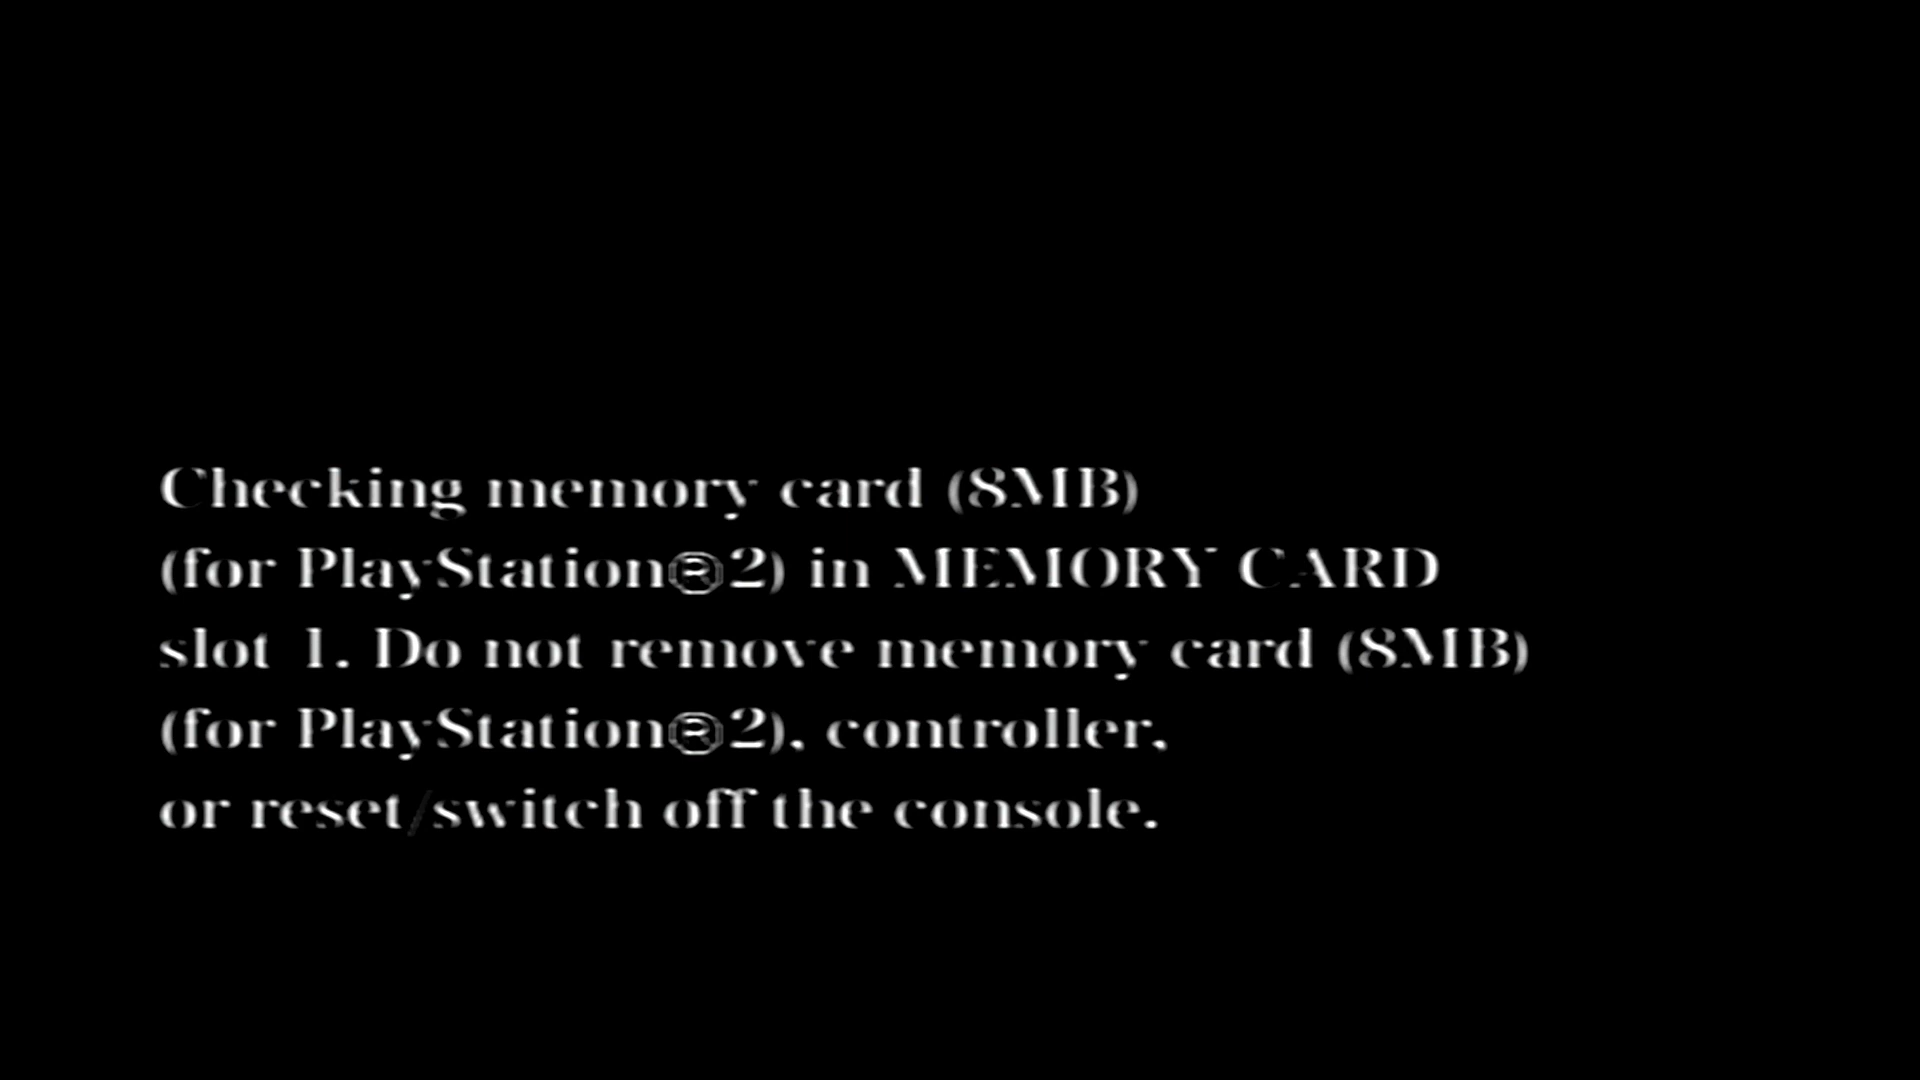 Checking memory card (8MB)
(for PlayStation®2) in MEMORY CARD
slot 1. Do not remove memory card (8MB)
(for PlayStation®2), controller,
or reset/switch off the console.